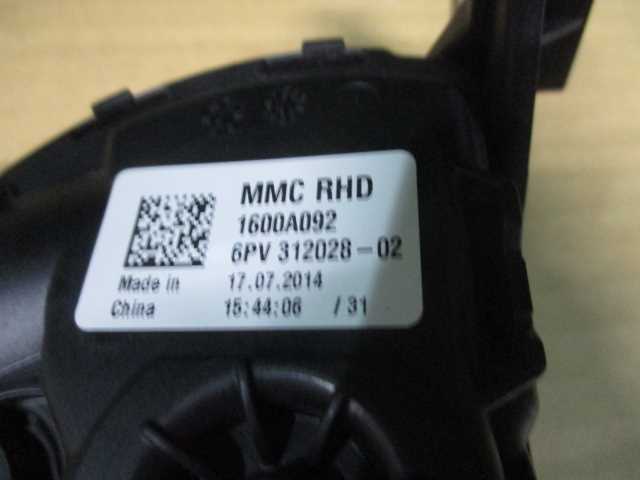 MMC RHD
1600A092
6PV 312028-02
Made in 17.07.2014
China 15:44:06 /31